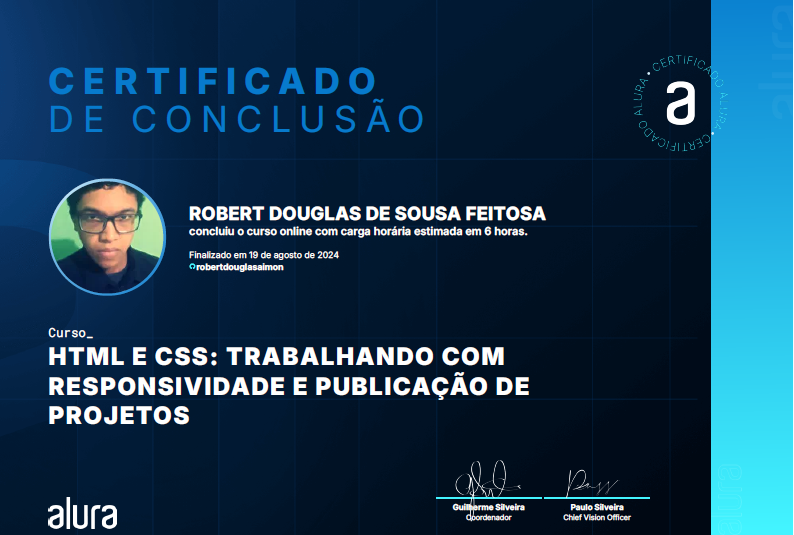 CERTIFICADO
DE CONCLUSÃO
CERTIFICADO ALURA • CERTIFICADO ALURA •
a
ROBERT DOUGLAS DE SOUSA FEITOSA
concluiu o curso online com carga horária estimada em 6 horas.
Finalizado em 19 de agosto de 2024
robertdouglasaimon
Curso_
HTML E CSS: TRABALHANDO COM
RESPONSIVIDADE E PUBLICAÇÃO DE
PROJETOS
alura
Guilherme Silveira
Coordenador
Paulo Silveira
Chief Vision Officer